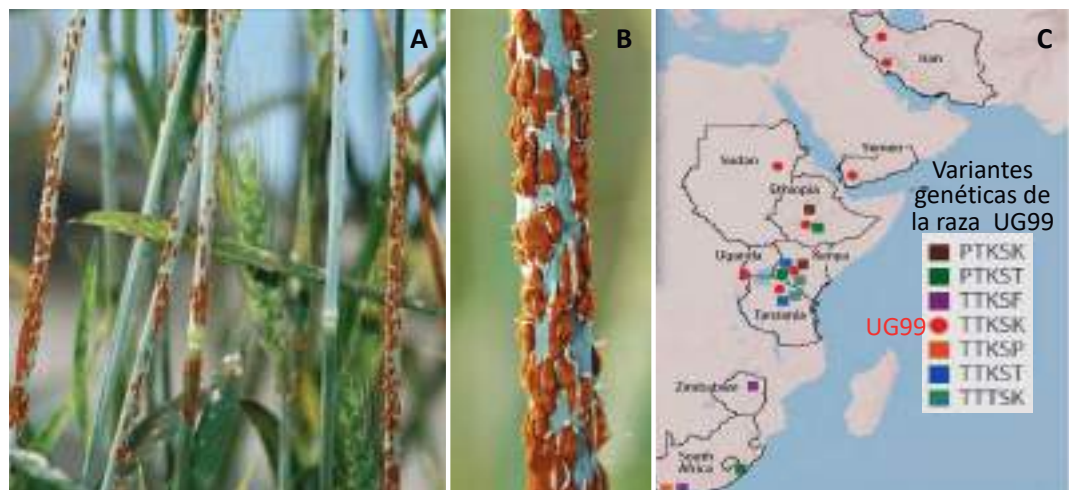 A
B
C
Iran
Sudan
Yemen
Ethiopia
Uganda
Kenya
Tanzania
Zimbabwe
South
Africa
Variantes
genéticas de
la raza UG99
PTKSK
PTKST
TTKSF
UG99 TTKSK
TTKSP
TTKST
TTTSK